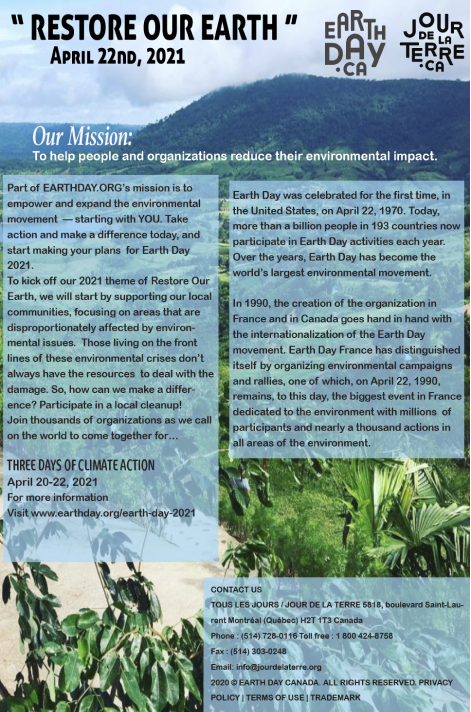 " RESTORE OUR EARTH "
APRIL 22ND, 2021
EARTH
DAY
.CA
JOUR
DE LA
TERRE
.CA
Our Mission:
To help people and organizations reduce their environmental impact.
Part of EARTHDAY.ORG's mission is to
empower and expand the environmental
movement — starting with YOU. Take
action and make a difference today, and
start making your plans for Earth Day
2021.
To kick off our 2021 theme of Restore Our
Earth, we will start by supporting our local
communities, focusing on areas that are
disproportionately affected by environ-
mental issues. Those living on the front
lines of these environmental crises don't
always have the resources to deal with the
damage. So, how can we make a differ-
ence? Participate in a local cleanup!
Join thousands of organizations as we call
on the world to come together for…
THREE DAYS OF CLIMATE ACTION
April 20-22, 2021
For more information
Visit www.earthday.org/earth-day-2021
Earth Day was celebrated for the first time, in
the United States, on April 22, 1970. Today,
more than a billion people in 193 countries now
participate in Earth Day activities each year.
Over the years, Earth Day has become the
world's largest environmental movement.
In 1990, the creation of the organization in
France and in Canada goes hand in hand with
the internationalization of the Earth Day
movement. Earth Day France has distinguished
itself by organizing environmental campaigns
and rallies, one of which, on April 22, 1990,
remains, to this day, the biggest event in France
dedicated to the environment with millions of
participants and nearly a thousand actions in
all areas of the environment.
CONTACT US
TOUS LES JOURS / JOUR DE LA TERRE 5818, boulevard Saint-Lau-
rent Montréal (Québec) H2T 1T3 Canada
Phone : (514) 728-0116 Toll free : 1 800 424-8758
Fax : (514) 303-0248
Email: info@jourdelaterre.org
2020 © EARTH DAY CANADA. ALL RIGHTS RESERVED. PRIVACY
POLICY | TERMS OF USE | TRADEMARK